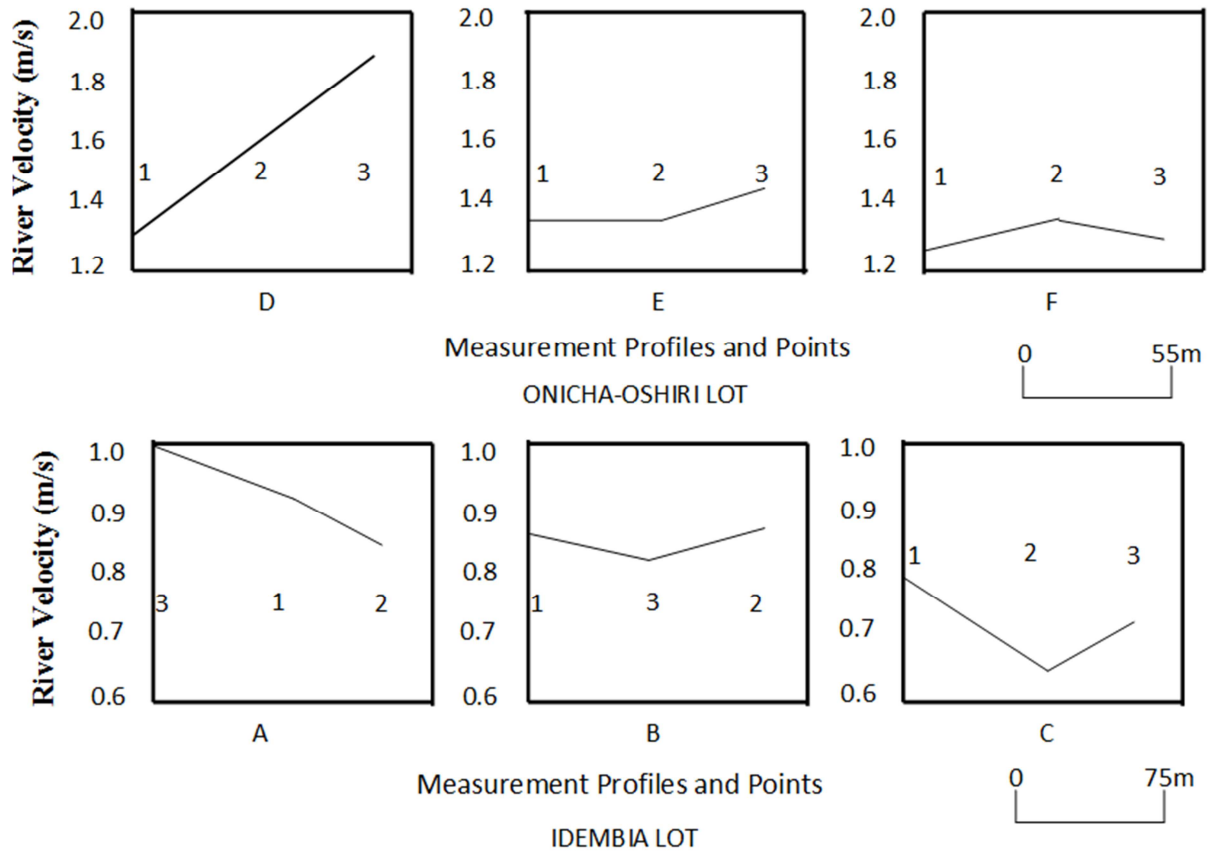 River Velocity (m/s)
2.0
1.8
1.6
1.4
1.2
1 2 3
D
2.0
1.8
1.6
1.4
1.2
1 2 3
E
2.0
1.8
1.6
1.4
1.2
1 2 3
F
Measurement Profiles and Points
0 55m
ONICHA-OSHIRI LOT
River Velocity (m/s)
1.0
0.9
0.8
0.7
0.6
3 1 2
A
1.0
0.9
0.8
0.7
0.6
1 3 2
B
1.0
0.9
0.8
0.7
0.6
1 2 3
C
Measurement Profiles and Points
0 75m
IDEMBIA LOT